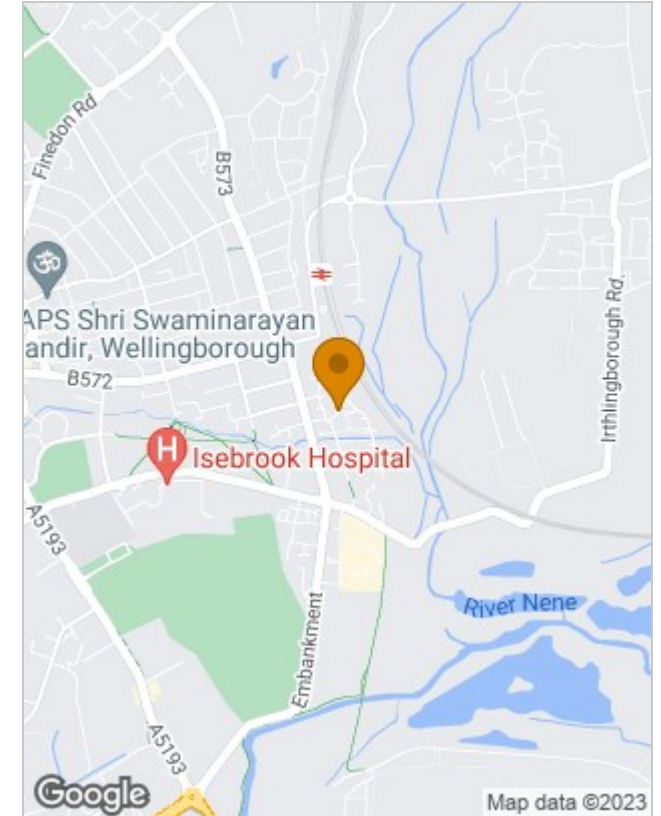 Finedon Rd
B573
APS Shri Swaminarayan
andir, Wellingborough
B572
Irthlingborough Rd.
H
Isebrook Hospital
A5193
River Nene
Embankment
A5193
Google
Map data ©2023